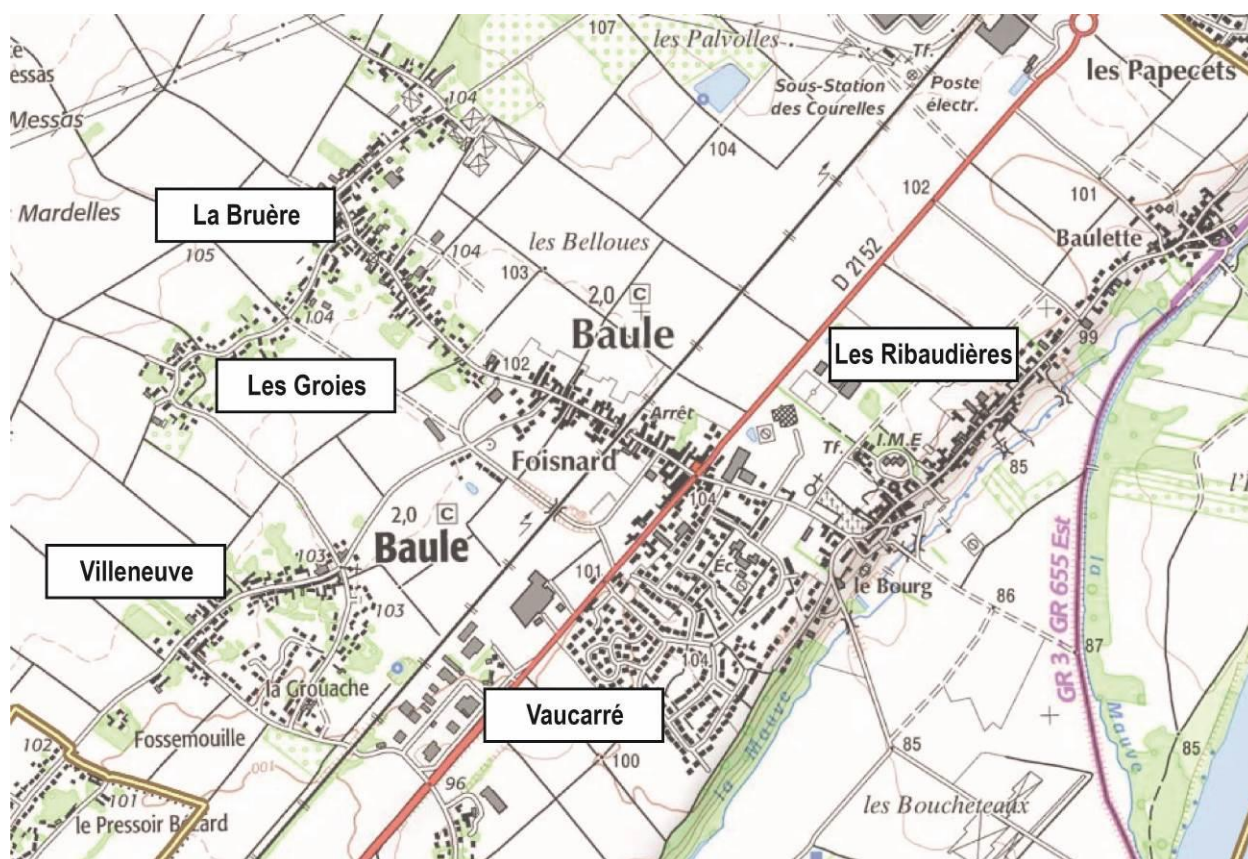 107
les Palvolles
Tf.
les Papecets
essas
Messas
104
Sous-Station
des Courelles
Poste
électr.
104
102
101
La Bruère
Mardelles
105
104
les Belloues
103
Baulette
D 2152
2,0 C
Baule
104
99
Les Ribaudières
102
Les Groies
Arrêt
Foisnard
Tf.
I.M.E
85
104
2,0 C
Baule
103
Villeneuve
101
Éc.
le Bourg
86
103
87
GR 3 / GR 655 Est
104
la Grouache
Vaucarré
la Mauve
Mauve
Fossemouille
102
100
100
85
85
96
101
le Pressoir Bézard
les Boucheteaux